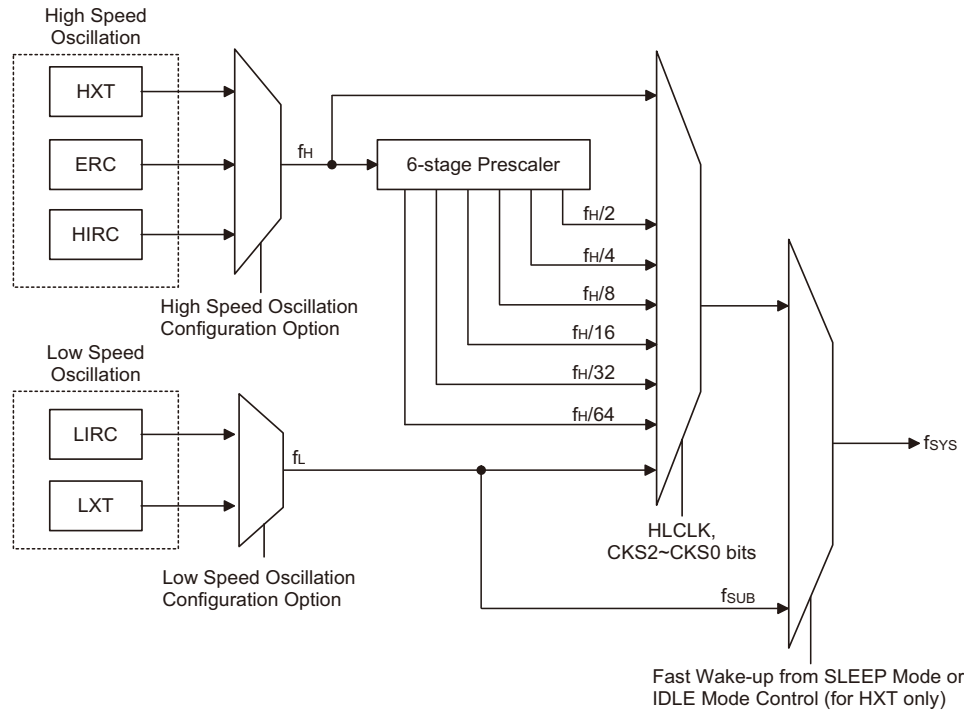 High Speed
Oscillation
HXT
ERC
HIRC
fH
6-stage Prescaler
fH/2
fH/4
fH/8
fH/16
fH/32
fH/64
High Speed Oscillation
Configuration Option
Low Speed
Oscillation
LIRC
LXT
fL
Low Speed Oscillation
Configuration Option
HLCLK,
CKS2~CKS0 bits
fSUB
fSYS
Fast Wake-up from SLEEP Mode or
IDLE Mode Control (for HXT only)